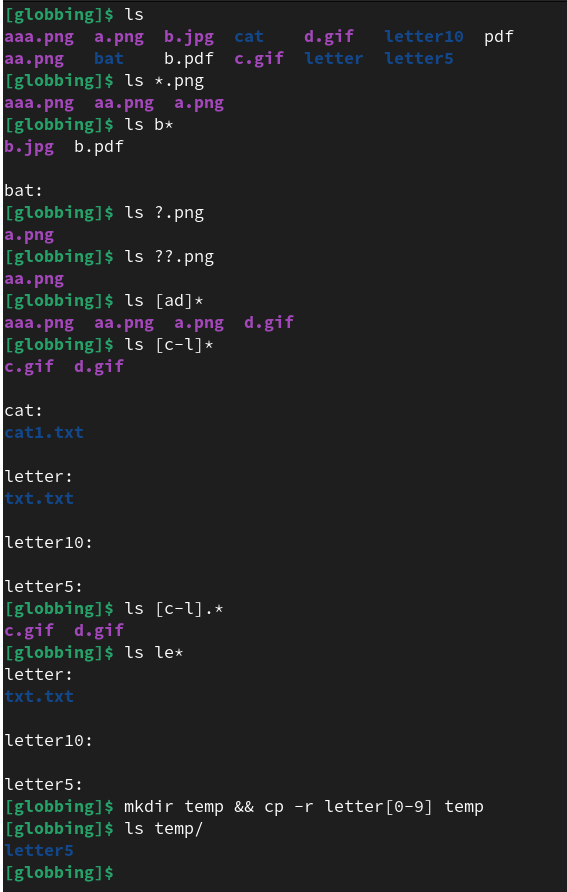 [globbing]$ ls
aaa.png  a.png  b.jpg  cat    d.gif   letter10  pdf
aa.png   bat    b.pdf  c.gif  letter  letter5
[globbing]$ ls *.png
aaa.png  aa.png  a.png
[globbing]$ ls b*
b.jpg  b.pdf

bat:
[globbing]$ ls ?.png
a.png
[globbing]$ ls ??.png
aa.png
[globbing]$ ls [ad]*
aaa.png  aa.png  a.png  d.gif
[globbing]$ ls [c-l]*
c.gif  d.gif

cat:
cat1.txt

letter:
txt.txt

letter10:

letter5:
[globbing]$ ls [c-l].*
c.gif  d.gif
[globbing]$ ls le*
letter:
txt.txt

letter10:

letter5:
[globbing]$ mkdir temp && cp -r letter[0-9] temp
[globbing]$ ls temp/
letter5
[globbing]$